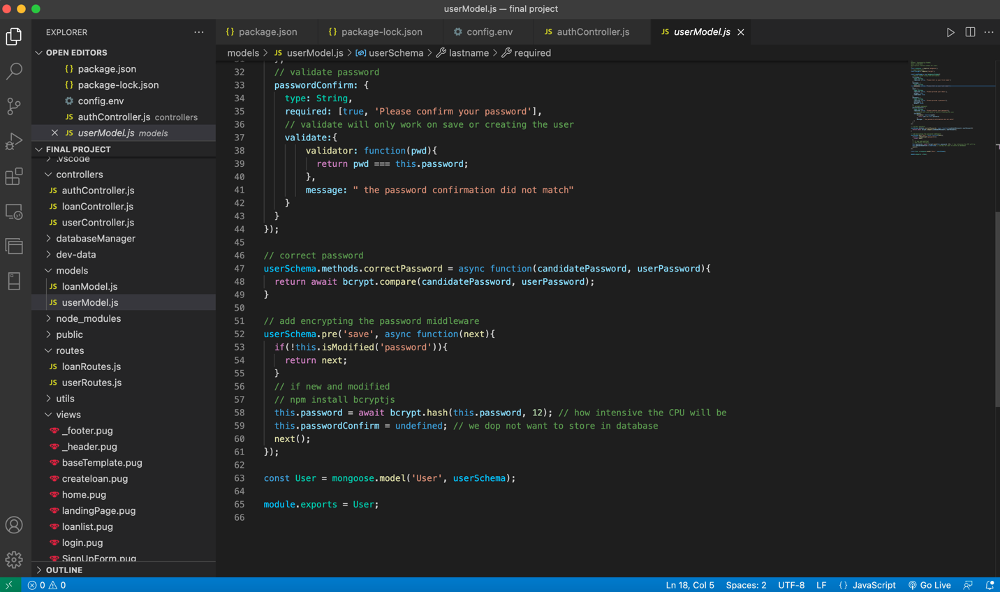 userModel.js — final project
EXPLORER
OPEN EDITORS
{} package.json
{} package-lock.json
config.env
JS authController.js controllers
JS userModel.js models
FINAL PROJECT
.vscode
controllers
JS authController.js
JS loanController.js
JS userController.js
databaseManager
dev-data
models
JS loanModel.js
JS userModel.js
node_modules
public
routes
JS loanRoutes.js
JS userRoutes.js
utils
views
_footer.pug
_header.pug
baseTemplate.pug
createloan.pug
home.pug
landingPage.pug
loanlist.pug
login.pug
SignUpForm.pug
OUTLINE
{} package.json
{} package-lock.json
config.env
JS authController.js
JS userModel.js
models > JS userModel.js > userSchema > lastname > required
31 },
32 // validate password
33 passwordConfirm: {
34 type: String,
35 required: [true, 'Please confirm your password'],
36 // validate will only work on save or creating the user
37 validate:{
38 validator: function(pwd){
39 return pwd === this.password;
40 },
41 message: " the password confirmation did not match"
42 }
43 }
44 });
45
46 // correct password
47 userSchema.methods.correctPassword = async function(candidatePassword, userPassword){
48 return await bcrypt.compare(candidatePassword, userPassword);
49 }
50
51 // add encrypting the password middleware
52 userSchema.pre('save', async function(next){
53 if(!this.isModified('password')){
54 return next;
55 }
56 // if new and modified
57 // npm install bcryptjs
58 this.password = await bcrypt.hash(this.password, 12); // how intensive the CPU will be
59 this.passwordConfirm = undefined; // we dop not want to store in database
60 next();
61 });
62
63 const User = mongoose.model('User', userSchema);
64
65 module.exports = User;
66
0 0
Ln 18, Col 5
Spaces: 2
UTF-8
LF
{} JavaScript
Go Live